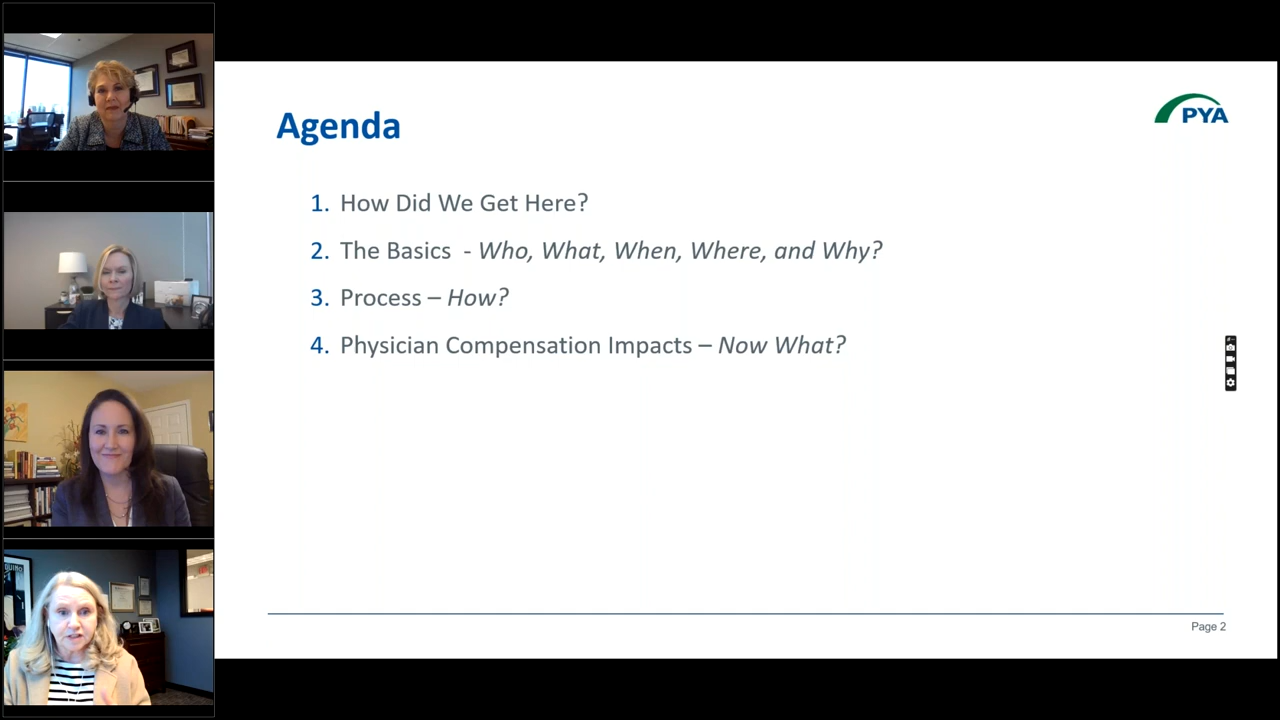 Agenda
PYA
1. How Did We Get Here?
2. The Basics - Who, What, When, Where, and Why?
3. Process – How?
4. Physician Compensation Impacts – Now What?
Page 2